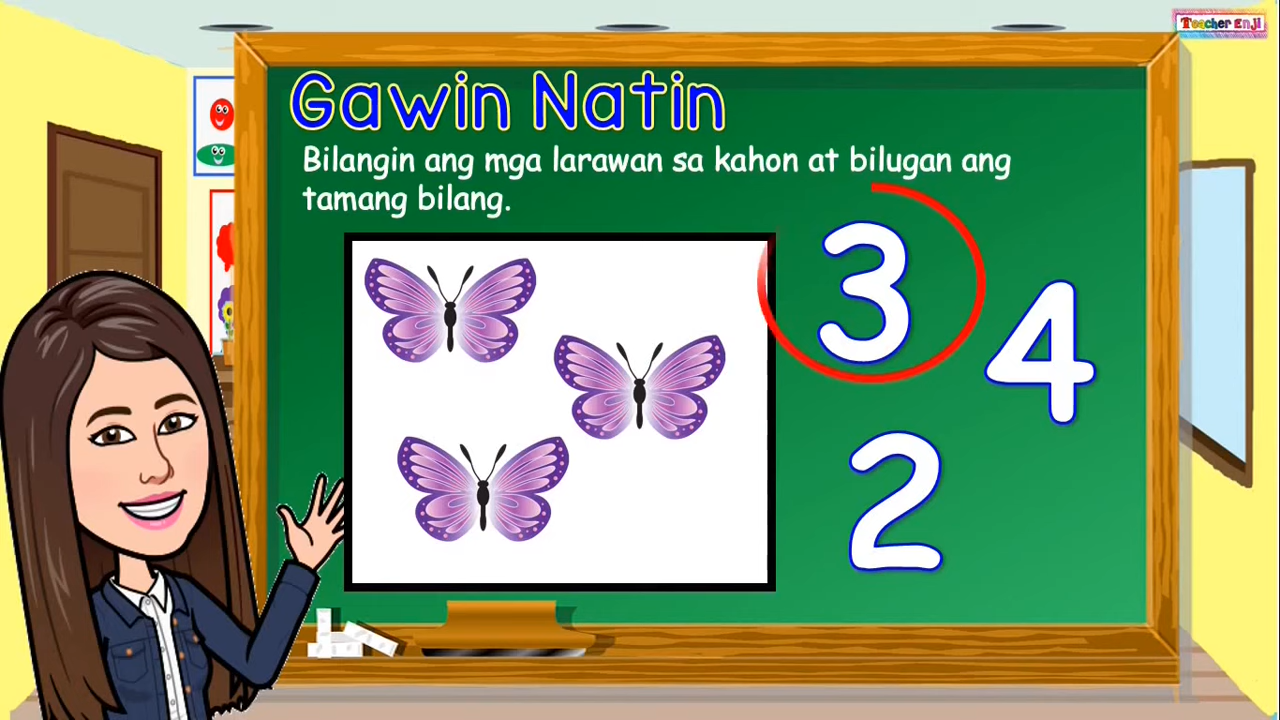 Teacher Enji
Gawin Natin
Bilangin ang mga larawan sa kahon at bilugan ang
tamang bilang.
3
4
2